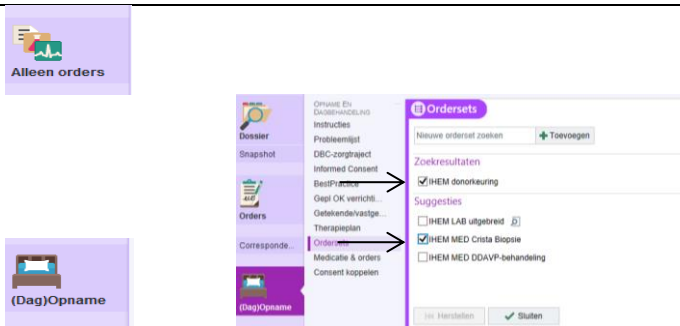 Alleen orders
(Dag)Opname
Dossier
Snapshot
Orders
Corresponde...
(Dag)Opname
OPNAME EN
DAGBEHANDELING
Instructies
Probleemlijst
DBC-zorgtraject
Informed Consent
BestPractice
Gepl OK verrichti...
Getekende/vastge...
Therapieplan
Ordersets
Medicatie & orders
Consent koppelen
Ordersets
Nieuwe orderset zoeken
Toevoegen
Zoekresultaten
IHEM donorkeuring
Suggesties
IHEM LAB uitgebreid
IHEM MED Crista Biopsie
IHEM MED DDAVP-behandeling
Herstellen
Sluiten